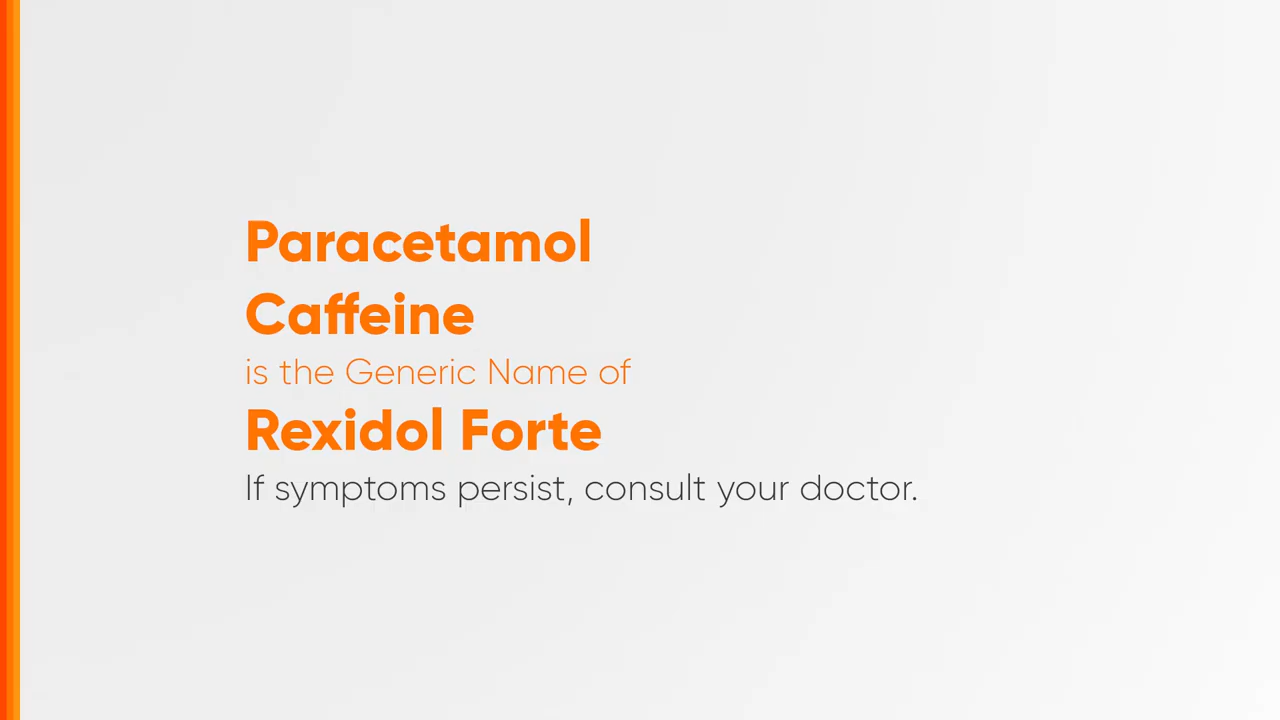 Paracetamol
Caffeine
is the Generic Name of
Rexidol Forte
If symptoms persist, consult your doctor.